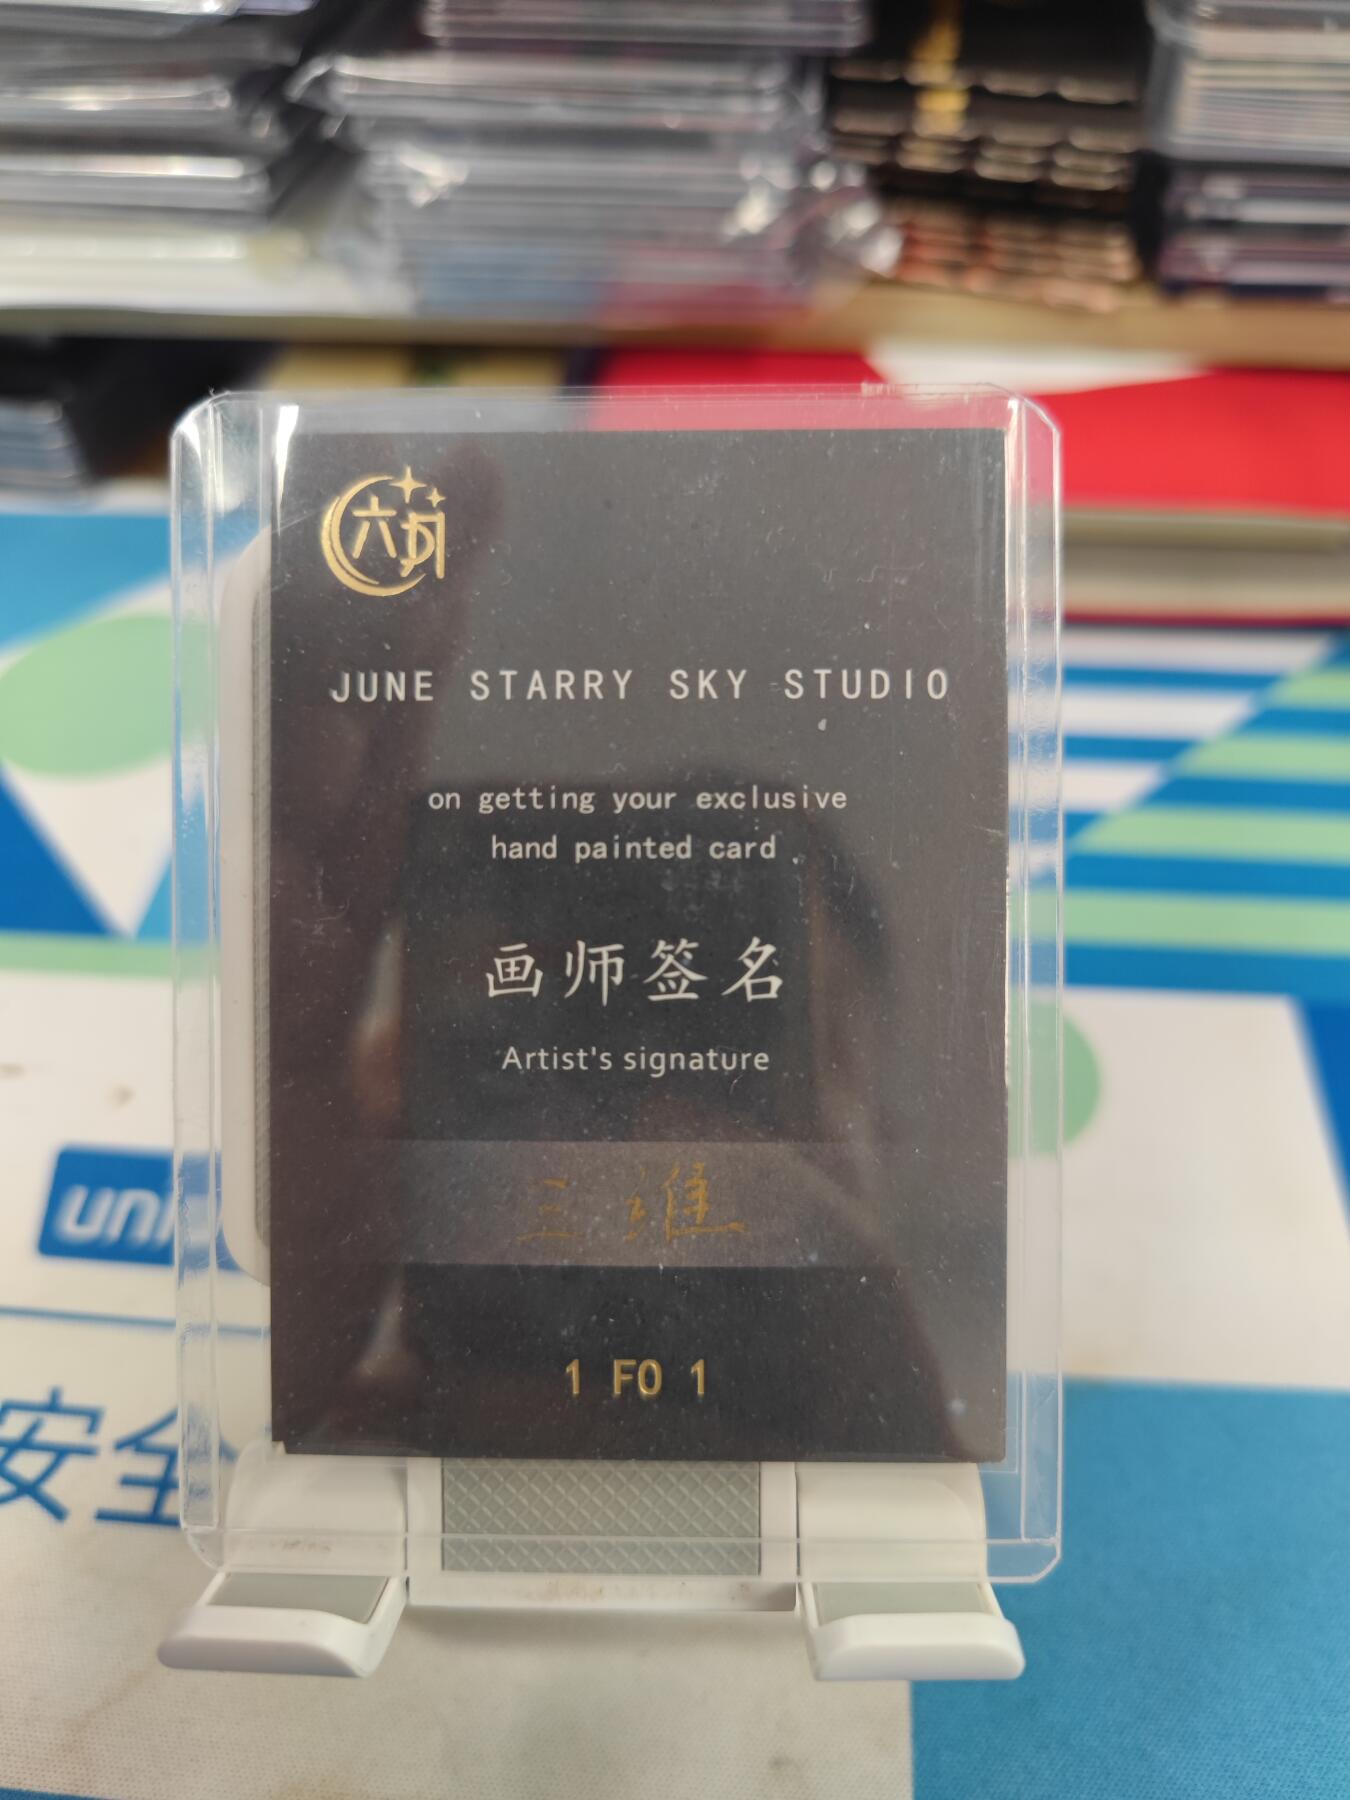 六月
JUNE STARRY SKY STUDIO
on getting your exclusive
hand painted card
画师签名
Artist's signature
三维
1 FO 1
uni
安全